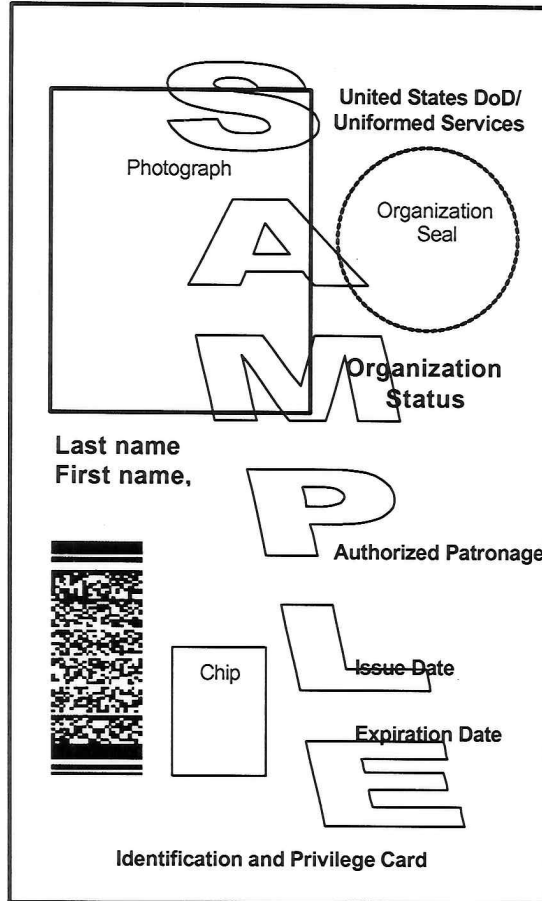 United States DoD/
Uniformed Services
Photograph
Organization
Seal
Organization
Status
Last name
First name,
Authorized Patronage
Chip
Issue Date
Expiration Date
Identification and Privilege Card
SAMPLE